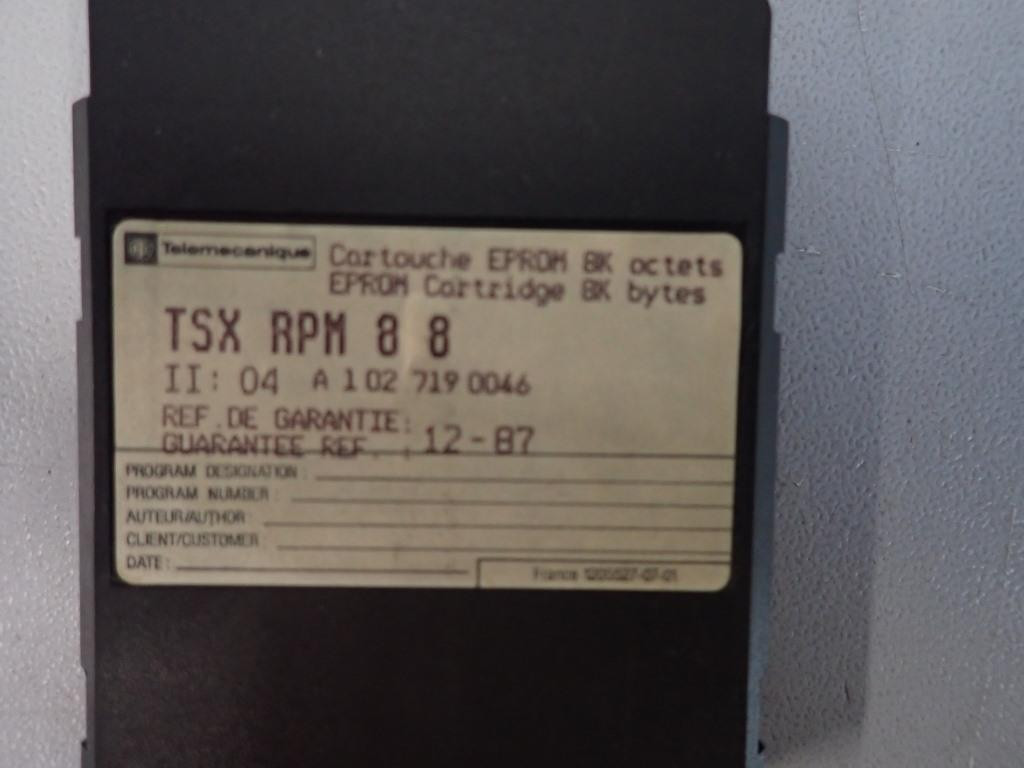 Telemecanique
Cartouche EPROM 8K octets
EPROM Cartridge 8K bytes
TSX RPM 8 8
II: 04 A 1 02 719 0046
REF.DE GARANTIE:
GUARANTEE REF. : 12-87
PROGRAM DESIGNATION :
PROGRAM NUMBER :
AUTEUR/AUTHOR
CLIENT/CUSTOMER
DATE :
France